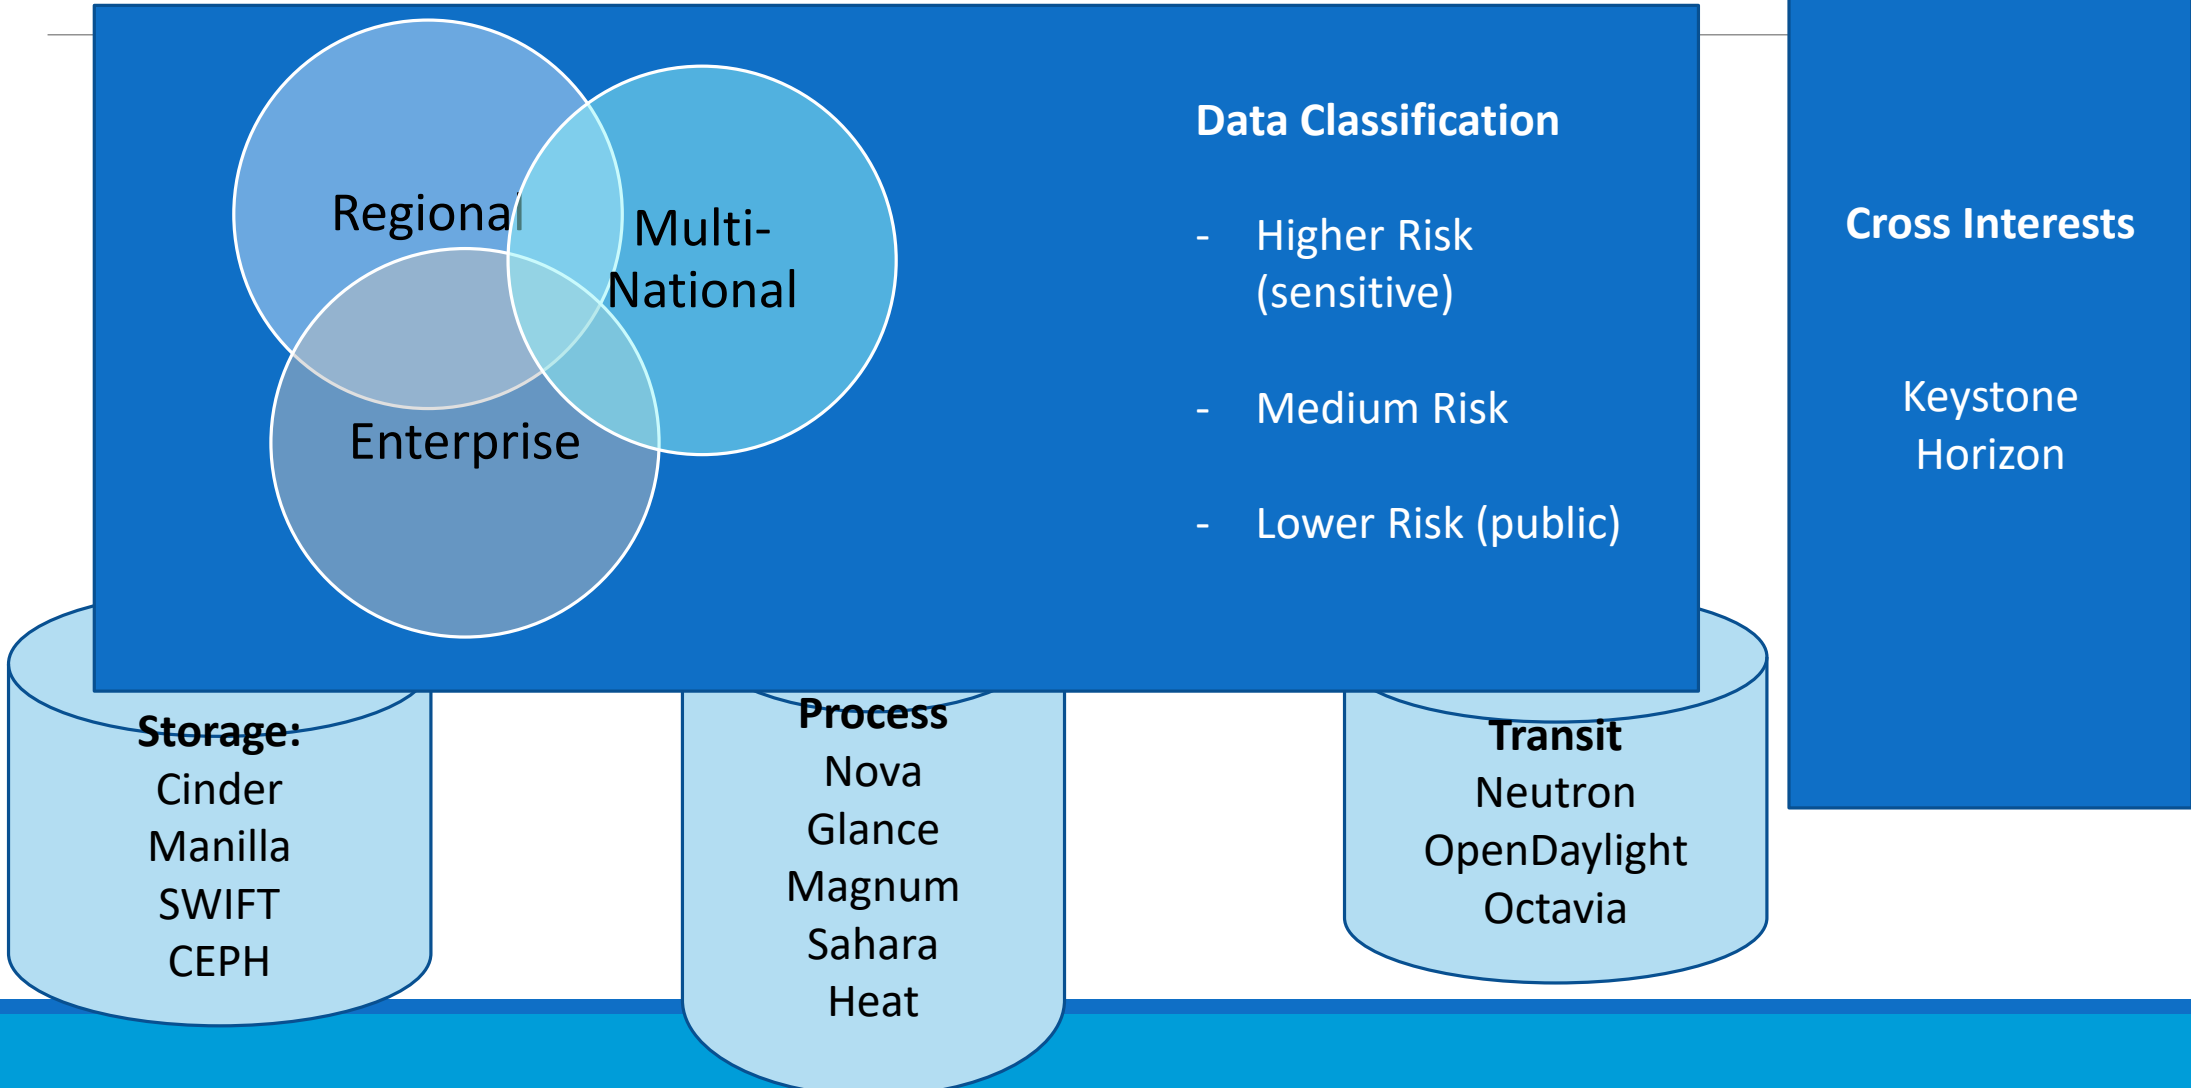 Regional
Multi-
National
Enterprise
Data Classification
- Higher Risk
(sensitive)
- Medium Risk
- Lower Risk (public)
Cross Interests
Keystone
Horizon
Storage:
Cinder
Manilla
SWIFT
CEPH
Process
Nova
Glance
Magnum
Sahara
Heat
Transit
Neutron
OpenDaylight
Octavia